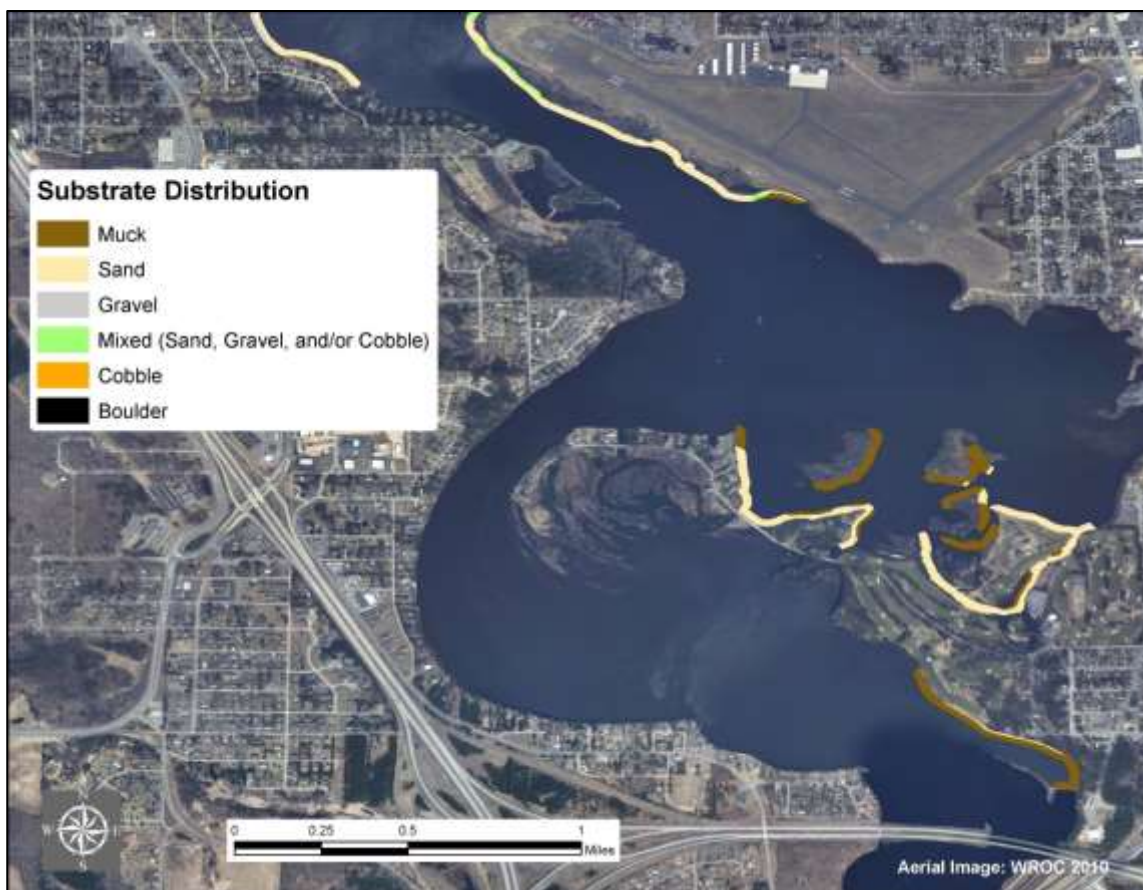 Substrate Distribution
Muck
Sand
Gravel
Mixed (Sand, Gravel, and/or Cobble)
Cobble
Boulder
N
W
S
0 0.25 0.5 1
Miles
Aerial Image: WROC 2010